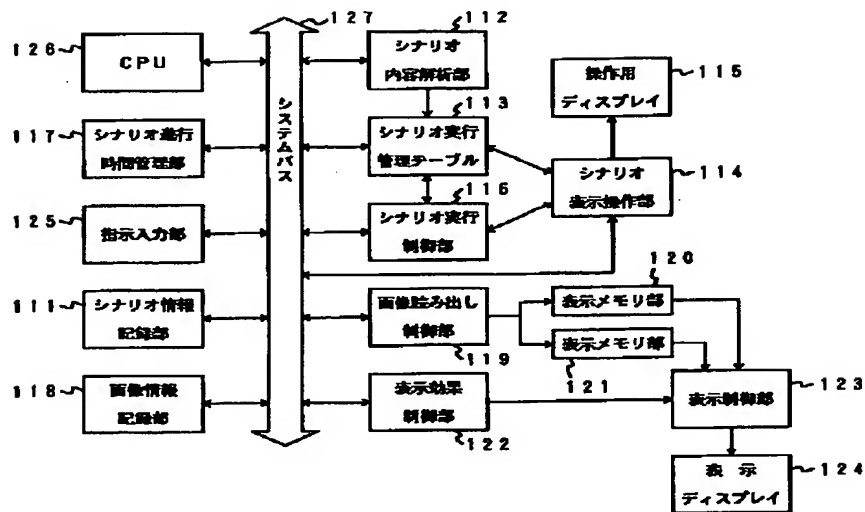 127
112
126
CPU
シナリオ
内容解析部
操作用
ディスプレイ
115
113
117
シナリオ進行
時間管理部
シナリオ実行
管理テーブル
システムバス
シナリオ
表示操作部
114
116
125
指示入力部
シナリオ実行
制御部
120
111
シナリオ情報
記録部
画像読み出し
制御部
119
表示メモリ部
表示メモリ部
121
118
画像情報
記録部
表示効果
制御部
122
表示制御部
123
表示
ディスプレイ
124